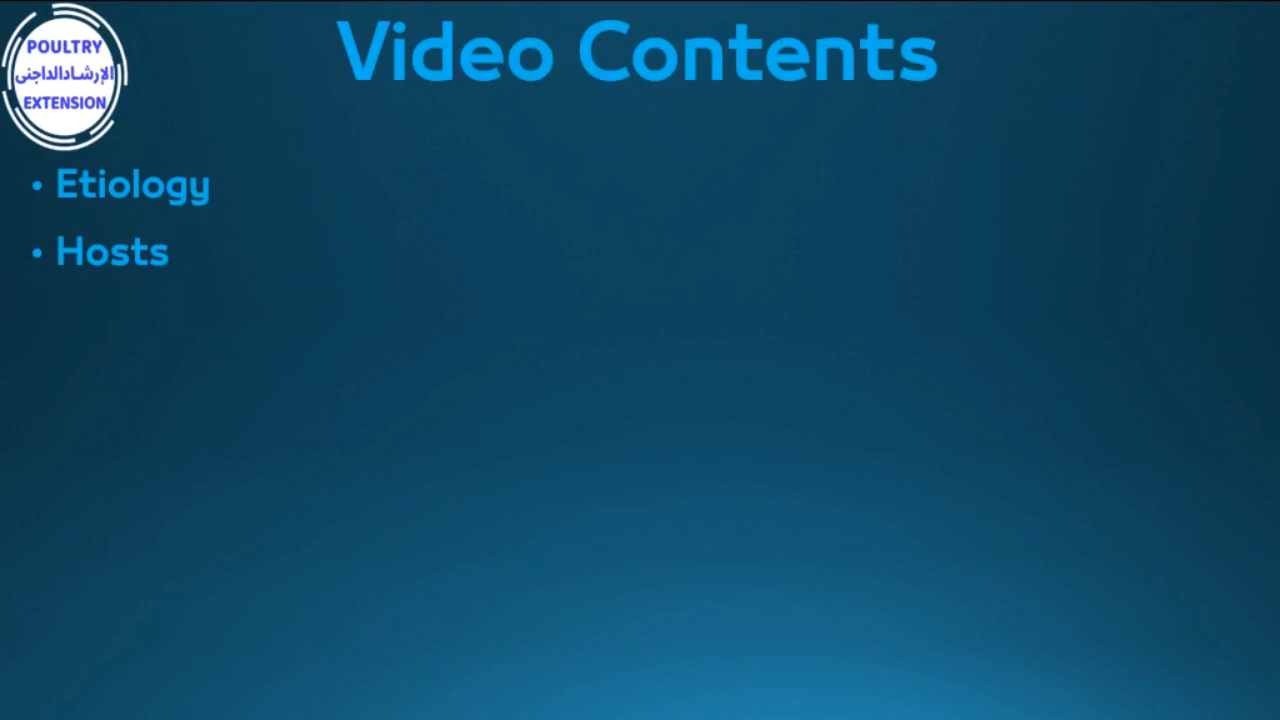 Video Contents
POULTRY
الإرشادالداجنى
EXTENSION
• Etiology
• Hosts